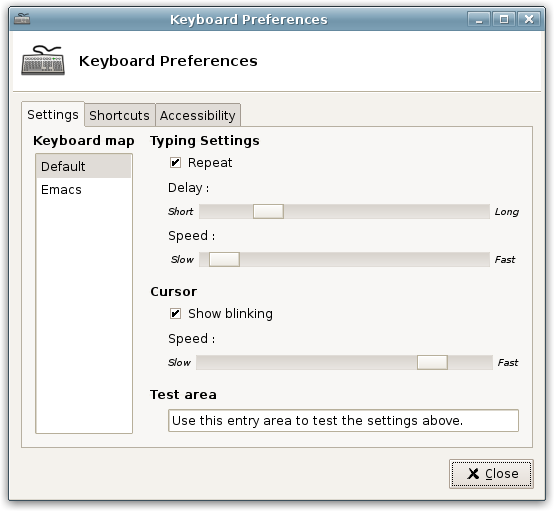 Keyboard Preferences
Keyboard Preferences
Settings Shortcuts Accessibility
Keyboard map
Default
Emacs
Typing Settings
Repeat
Delay :
Short Long
Speed :
Slow Fast
Cursor
Show blinking
Speed :
Slow Fast
Test area
Use this entry area to test the settings above.
Close